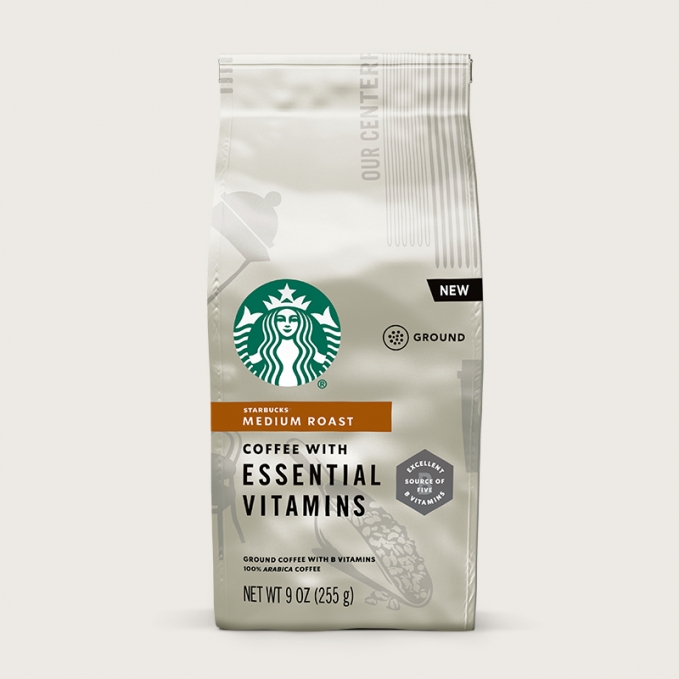 OUR CENTER
NEW
GROUND
STARBUCKS
MEDIUM ROAST
COFFEE WITH
ESSENTIAL
VITAMINS
EXCELLENT
SOURCE OF
FIVE
B VITAMINS
GROUND COFFEE WITH B VITAMINS
100% ARABICA COFFEE
NET WT 9 OZ (255 g)